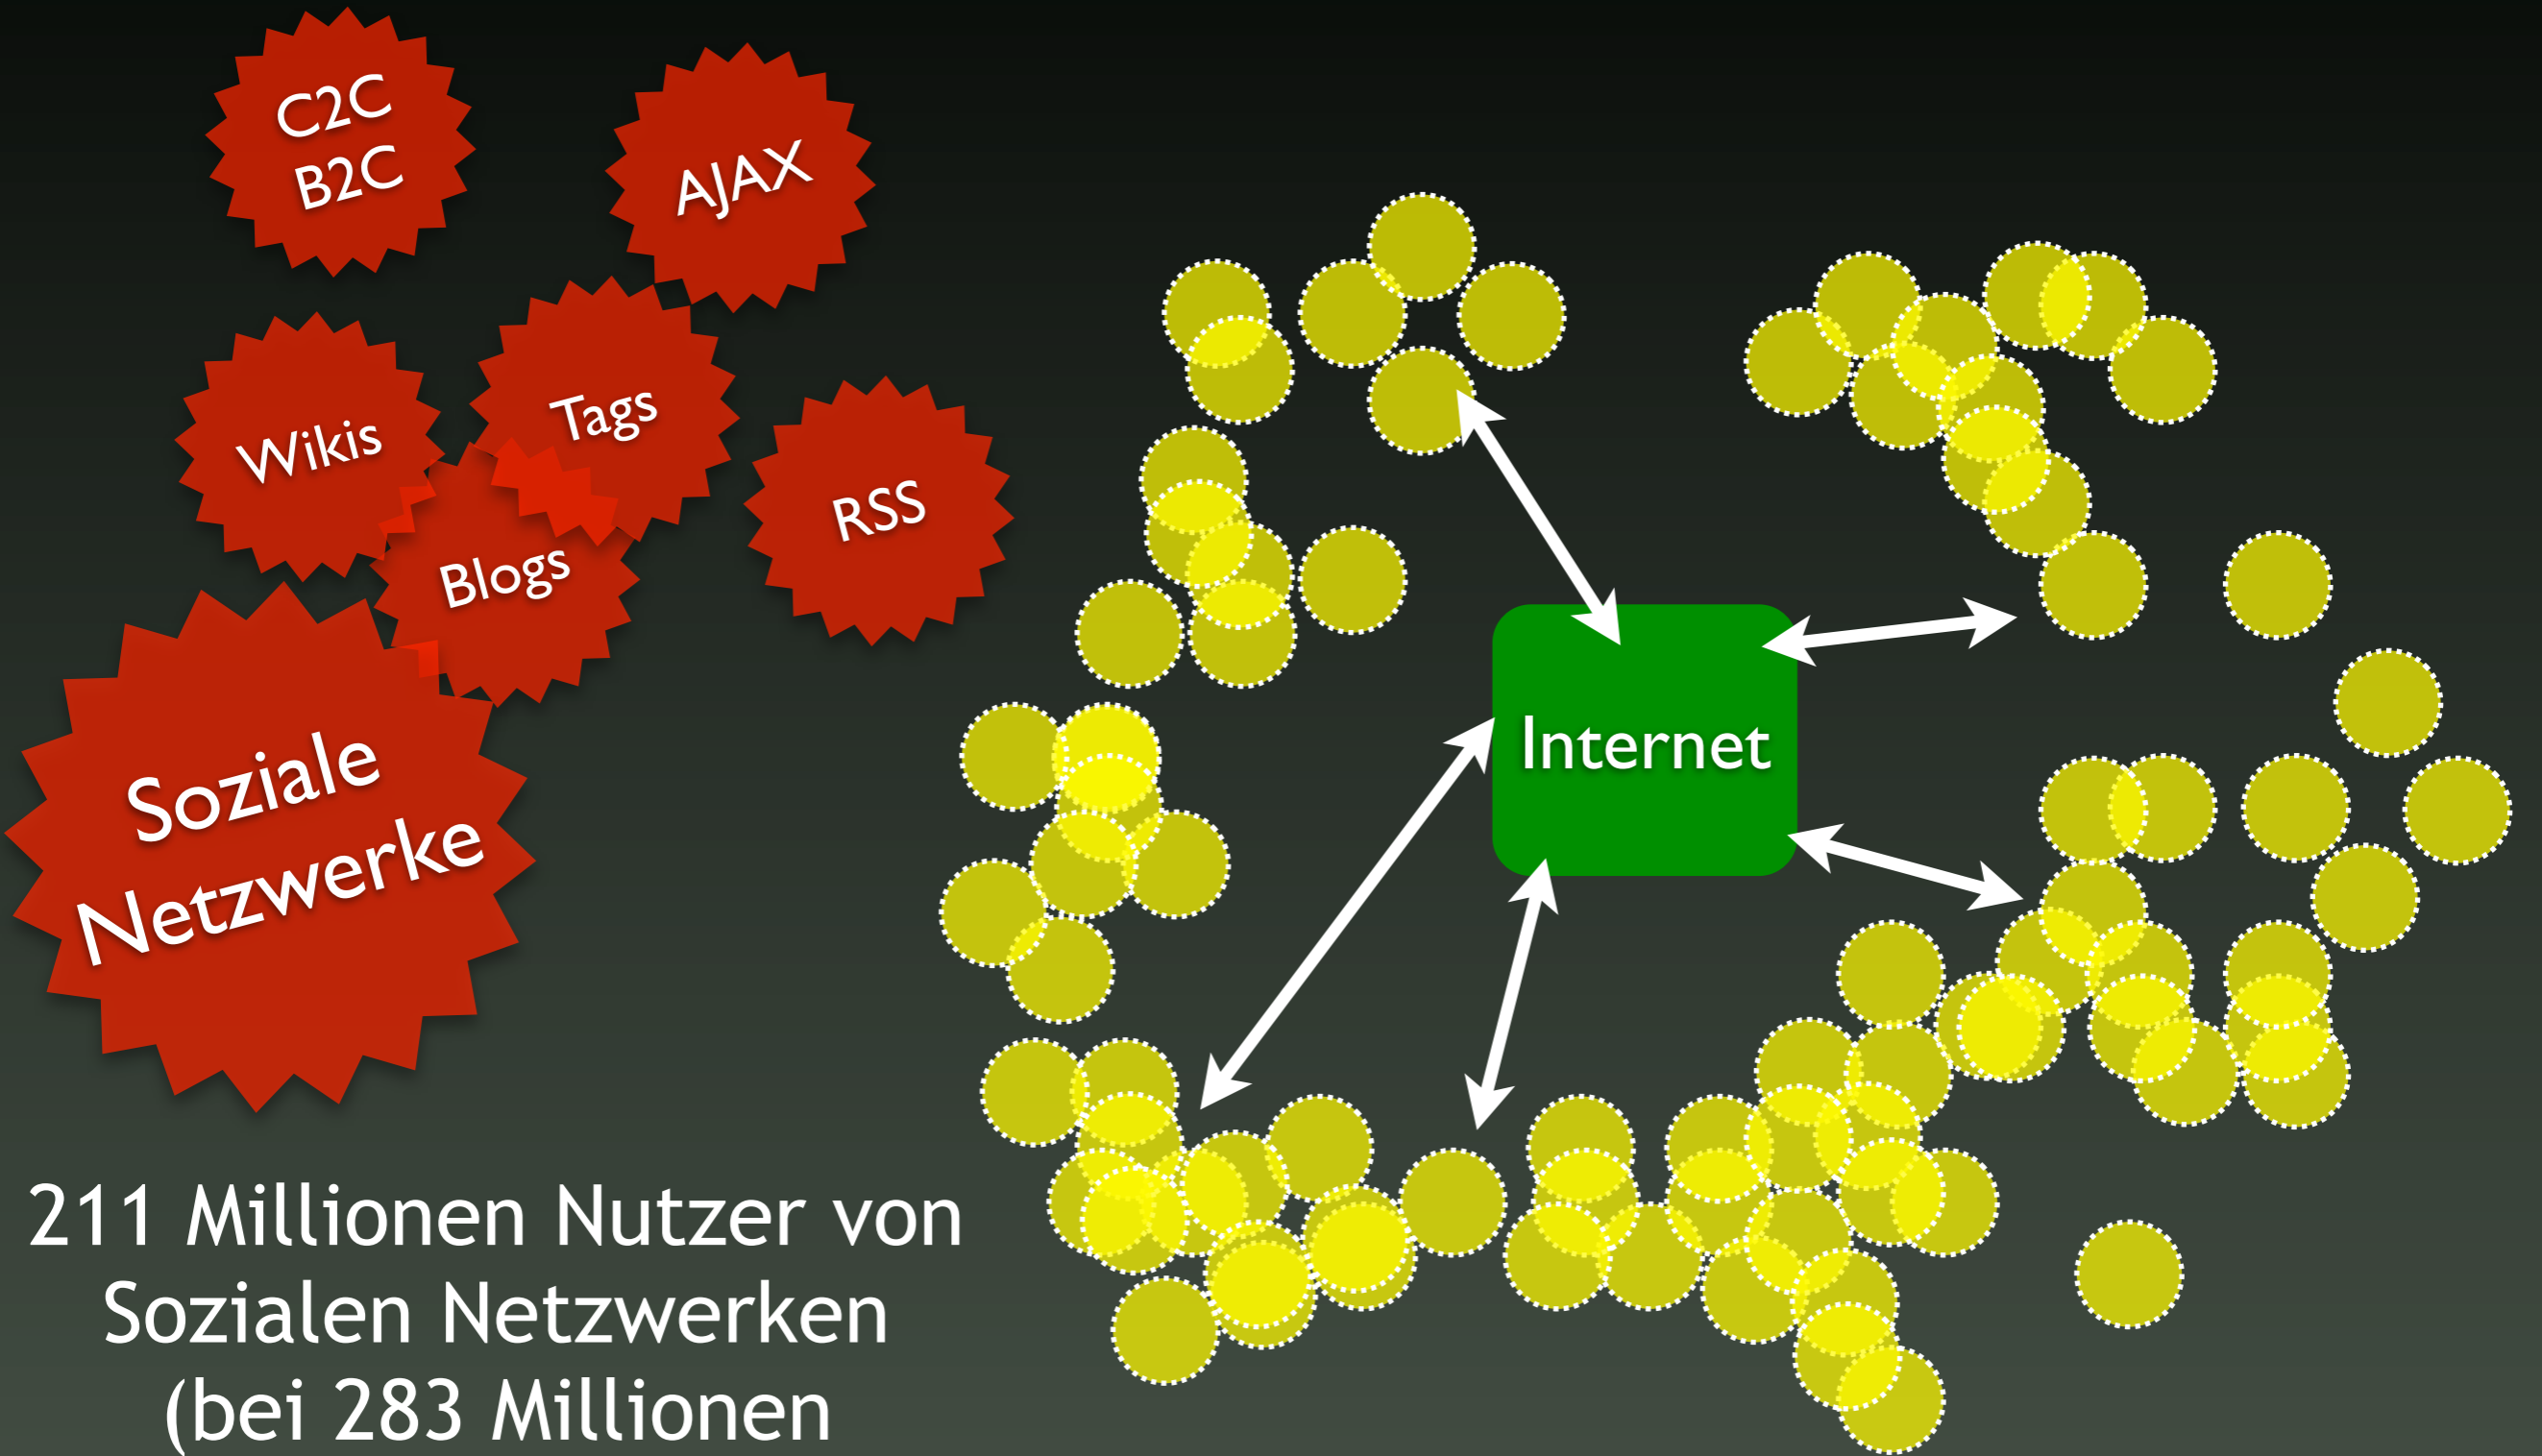 C2C
B2C
AJAX
Tags
Wikis
RSS
Blogs
Soziale
Netzwerke
Internet
211 Millionen Nutzer von
Sozialen Netzwerken
(bei 283 Millionen